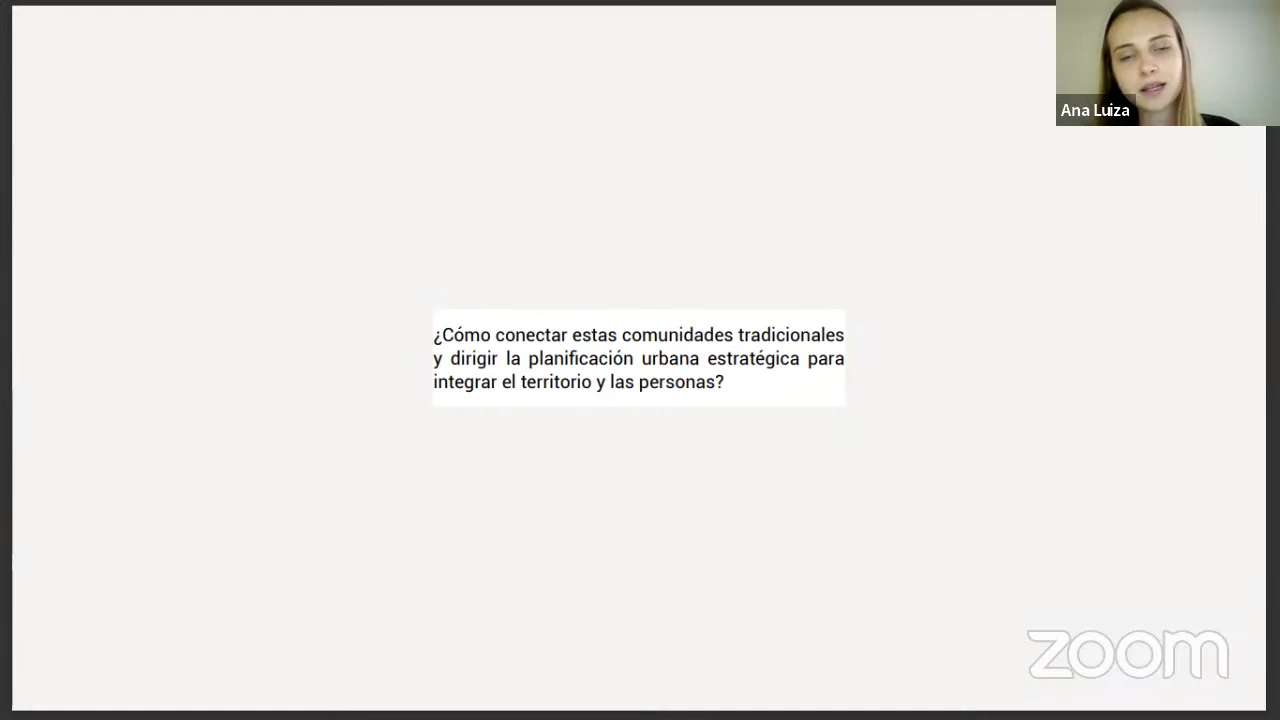 Ana Luiza
¿Cómo conectar estas comunidades tradicionales
y dirigir la planificación urbana estratégica para
integrar el territorio y las personas?
zoom